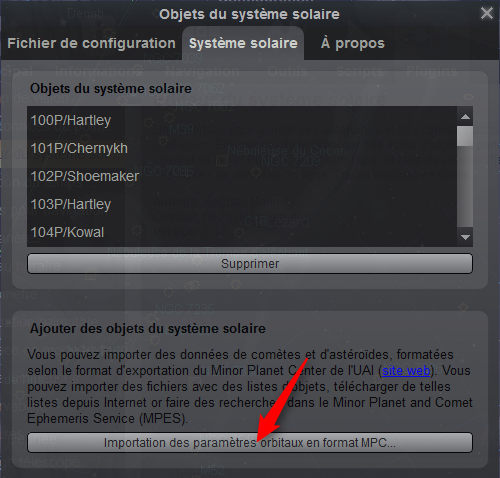 Objets du système solaire
Fichier de configuration Système solaire À propos
Objets du système solaire
100P/Hartley
101P/Chernykh
102P/Shoemaker
103P/Hartley
104P/Kowal
Supprimer
Ajouter des objets du système solaire
Vous pouvez importer des données de comètes et d'astéroïdes, formatées
selon le format d'exportation du Minor Planet Center de l'UAI (site web). Vous
pouvez importer des fichiers avec des listes d'objets, télécharger de telles
listes depuis Internet or faire des recherches dans le Minor Planet and Comet
Ephemeris Service (MPES).
Importation des paramètres orbitaux en format MPC...